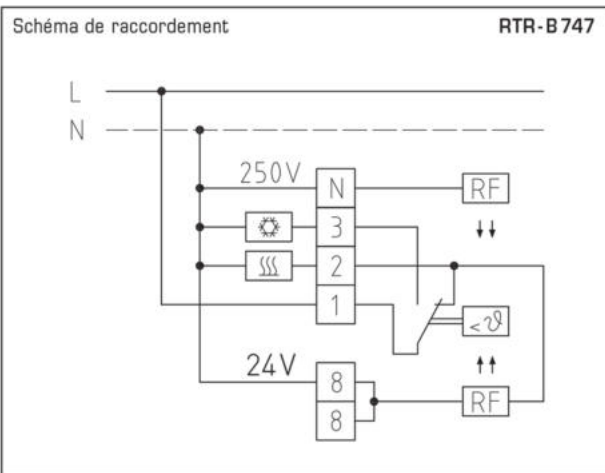 Schéma de raccordement RTR-B 747
L
N
250V N RF
3
2
1
<ϑ
24V 8
8 RF